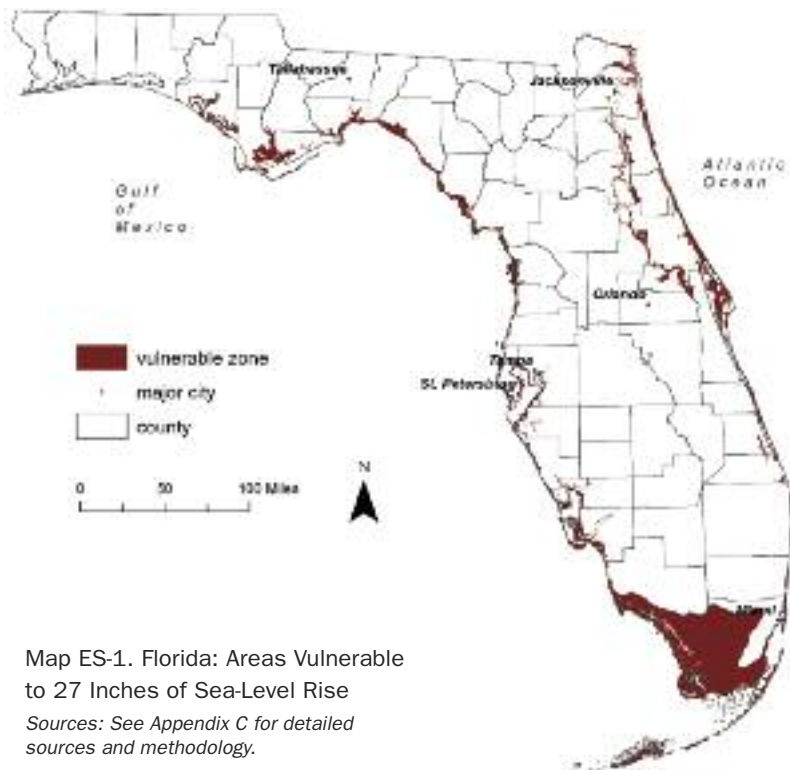 Tallahassee
Jacksonville
Atlantic
Ocean
Gulf
of
Mexico
Orlando
vulnerable zone
Tampa
St. Petersburg
major city
county
N
0 50 100 Miles
Miami
Map ES-1. Florida: Areas Vulnerable
to 27 Inches of Sea-Level Rise
Sources: See Appendix C for detailed
sources and methodology.